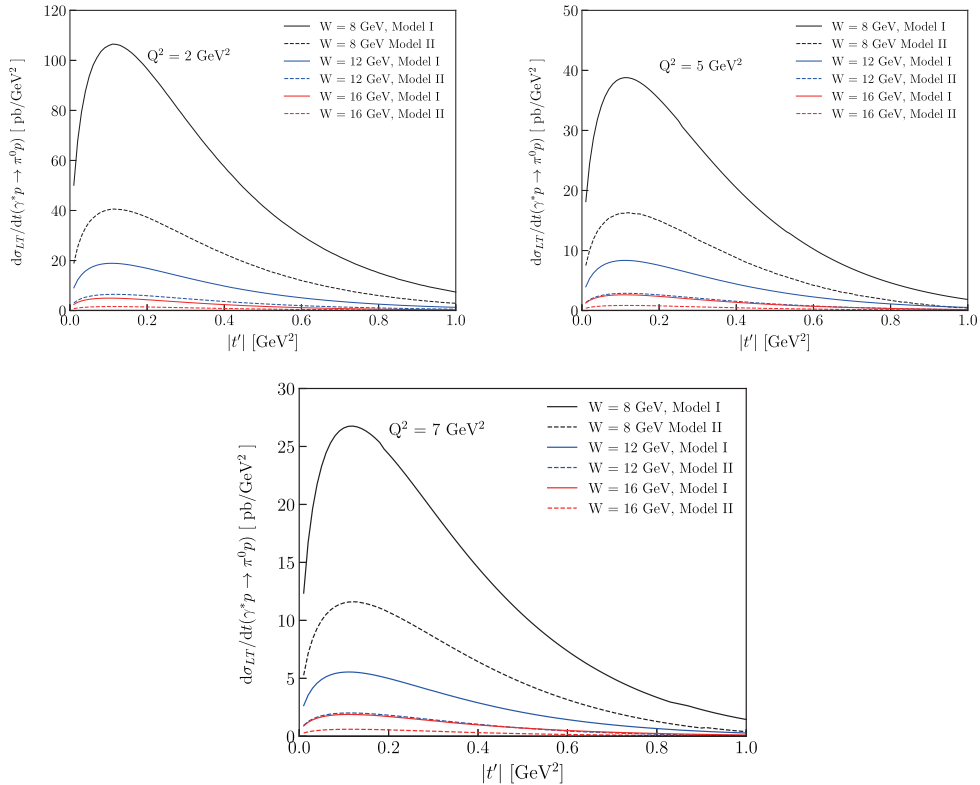 120
100
80
60
40
20
0
dσ_{LT}/dt(γ*p → π⁰p) [ pb/GeV² ]
Q² = 2 GeV²
W = 8 GeV, Model I
W = 8 GeV Model II
W = 12 GeV, Model I
W = 12 GeV, Model II
W = 16 GeV, Model I
W = 16 GeV, Model II
0.0 0.2 0.4 0.6 0.8 1.0
|t′| [GeV²]
50
40
30
20
10
0
dσ_{LT}/dt(γ*p → π⁰p) [ pb/GeV² ]
Q² = 5 GeV²
W = 8 GeV, Model I
W = 8 GeV Model II
W = 12 GeV, Model I
W = 12 GeV, Model II
W = 16 GeV, Model I
W = 16 GeV, Model II
0.0 0.2 0.4 0.6 0.8 1.0
|t′| [GeV²]
30
25
20
15
10
5
0
dσ_{LT}/dt(γ*p → π⁰p) [ pb/GeV² ]
Q² = 7 GeV²
W = 8 GeV, Model I
W = 8 GeV Model II
W = 12 GeV, Model I
W = 12 GeV, Model II
W = 16 GeV, Model I
W = 16 GeV, Model II
0.0 0.2 0.4 0.6 0.8 1.0
|t′| [GeV²]